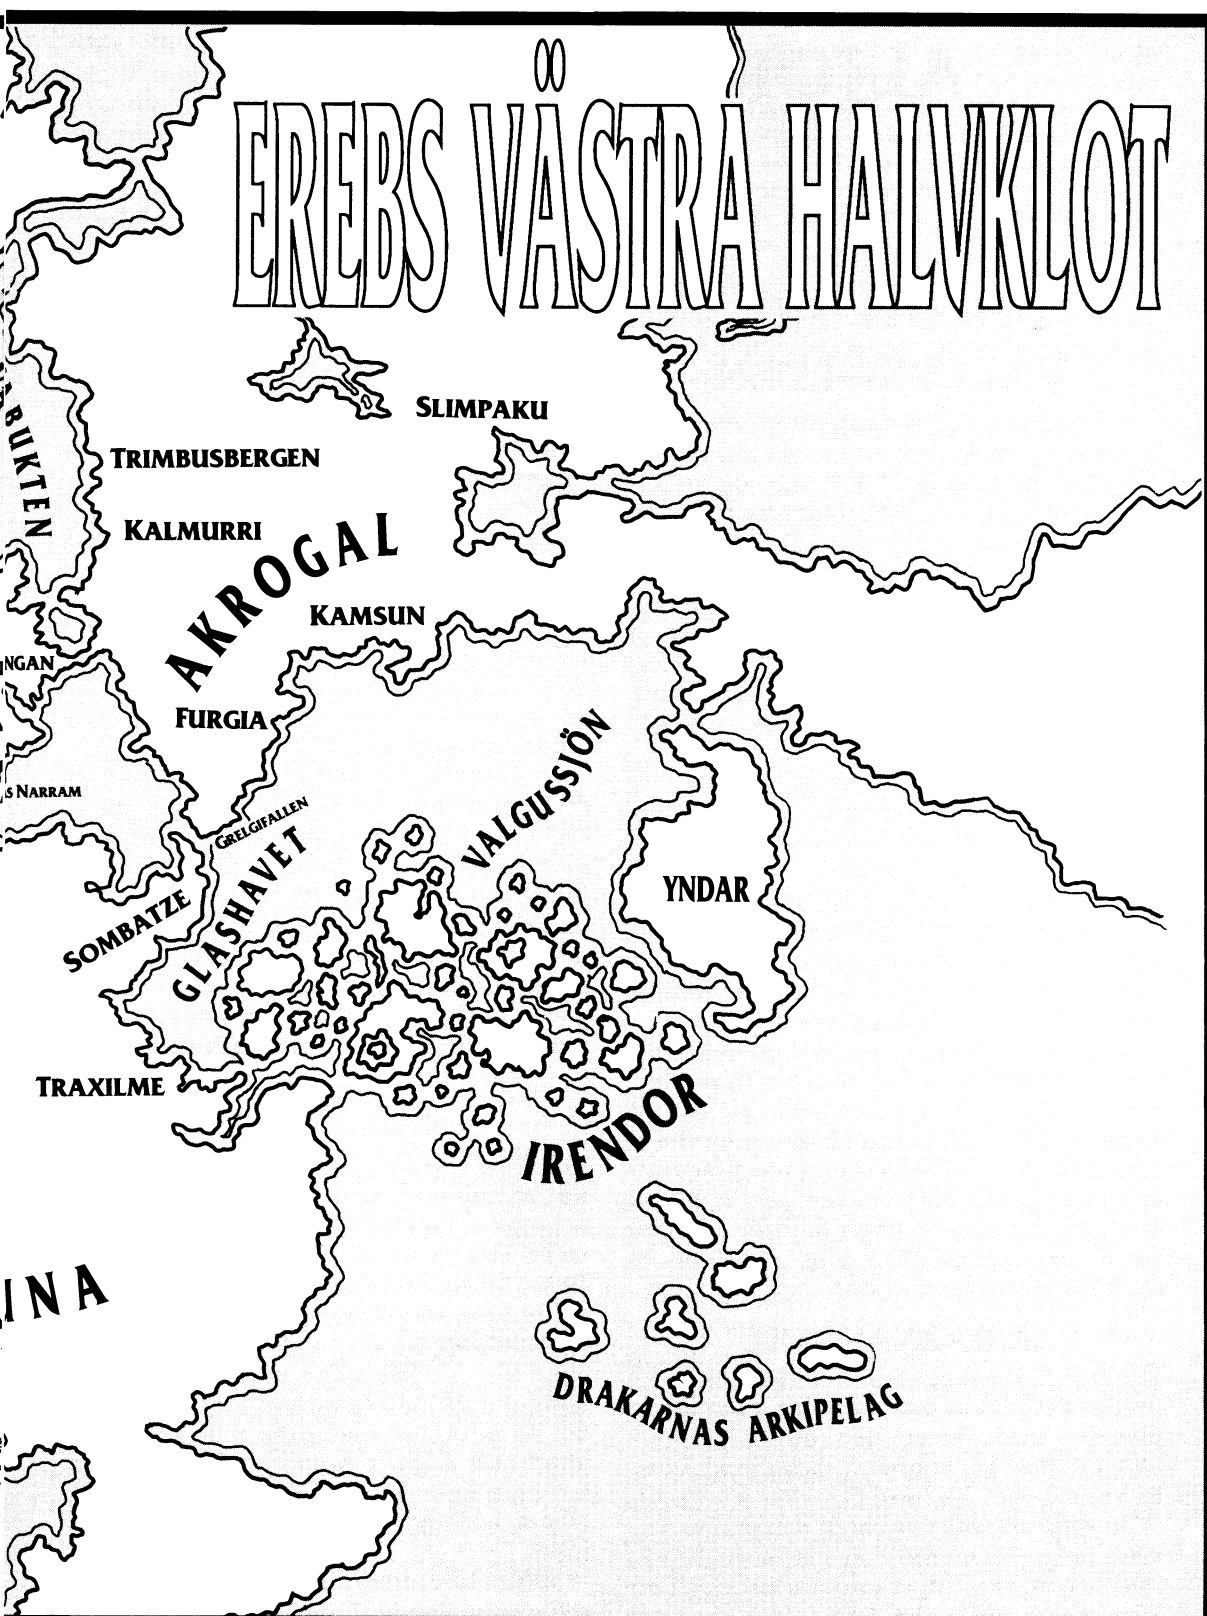 EREBS VÄSTRA HALVKLOT
SLIMPAKU
BUKTEN
TRIMBUSBERGEN
KALMURRI
AKROGAL
KAMSUN
NGAN
FURGIA
VALGUSSJÖN
S NARRAM
GRELGIFALLEN
GLASHAVET
YNDAR
SOMBATZE
TRAXILME
IRENDOR
INA
DRAKARNAS ARKIPELAG